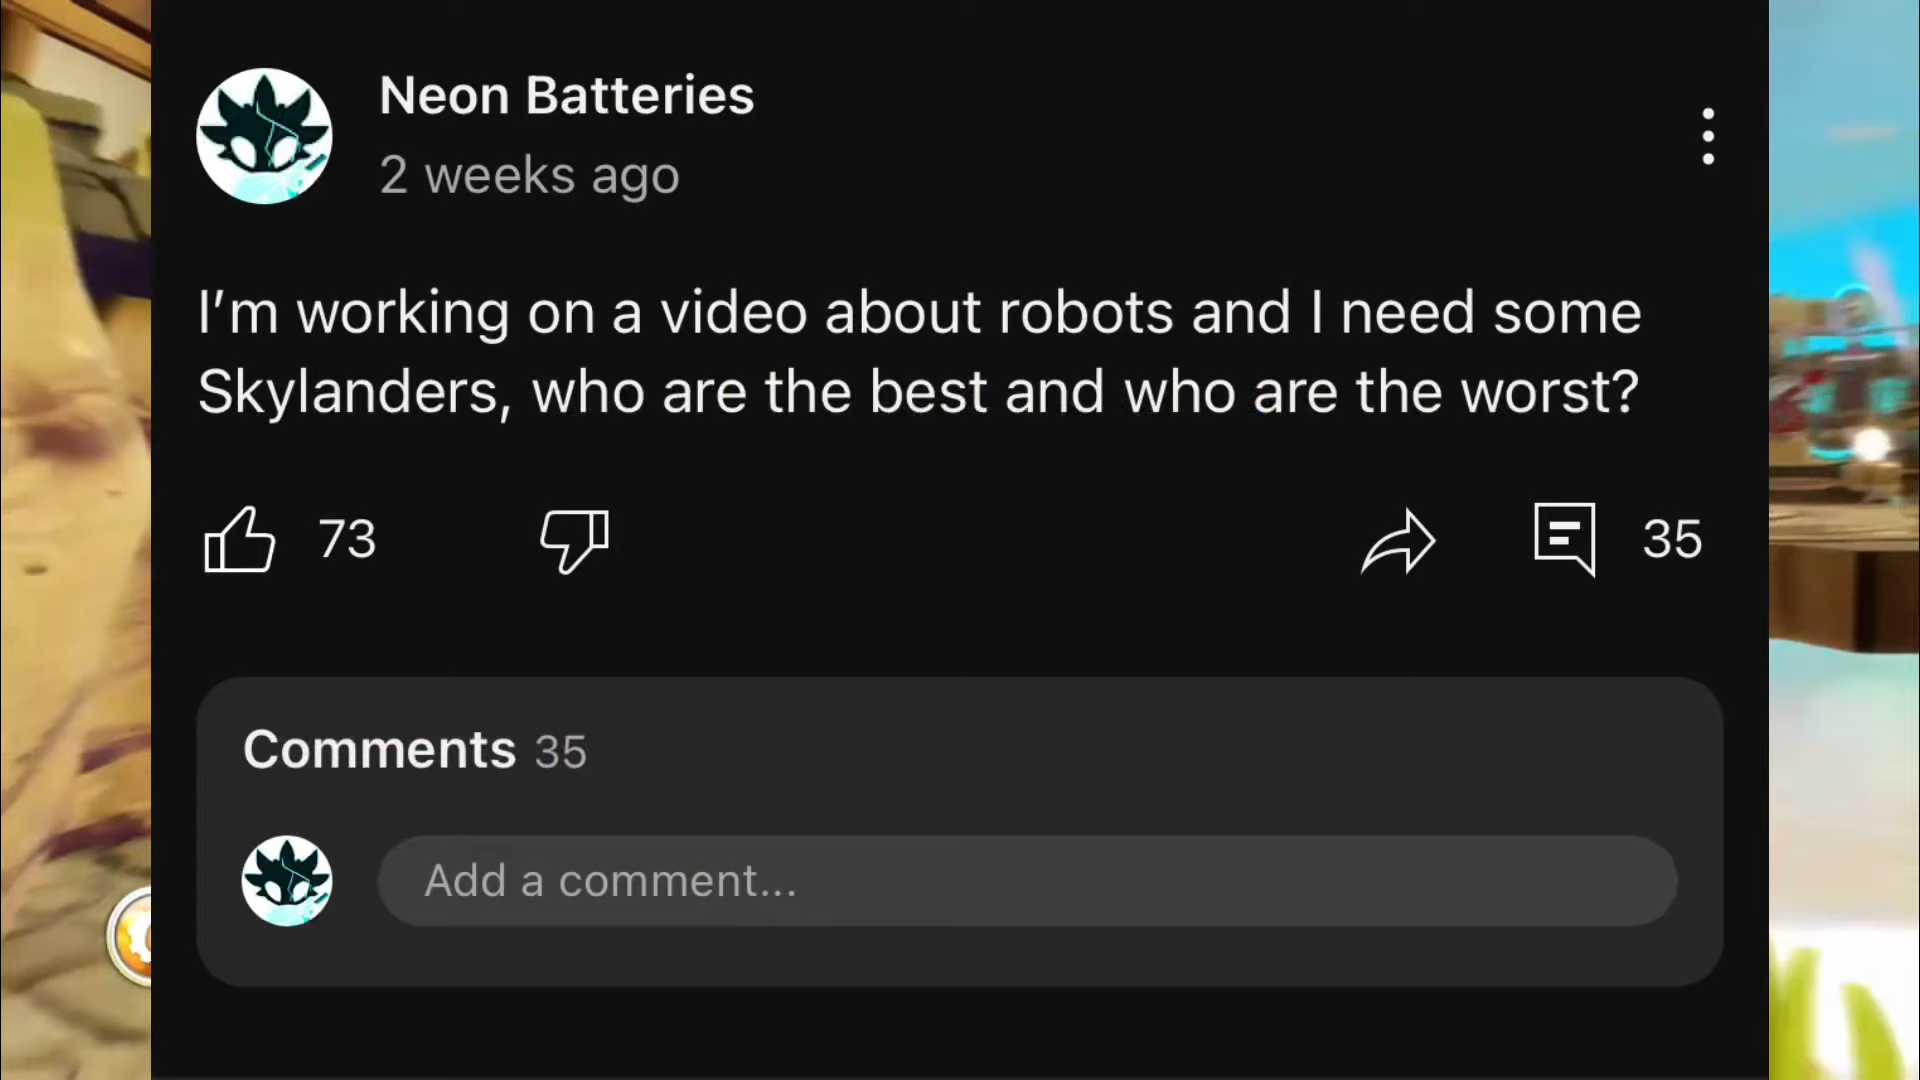 Neon Batteries
2 weeks ago
I’m working on a video about robots and I need some
Skylanders, who are the best and who are the worst?
73
35
Comments 35
Add a comment...